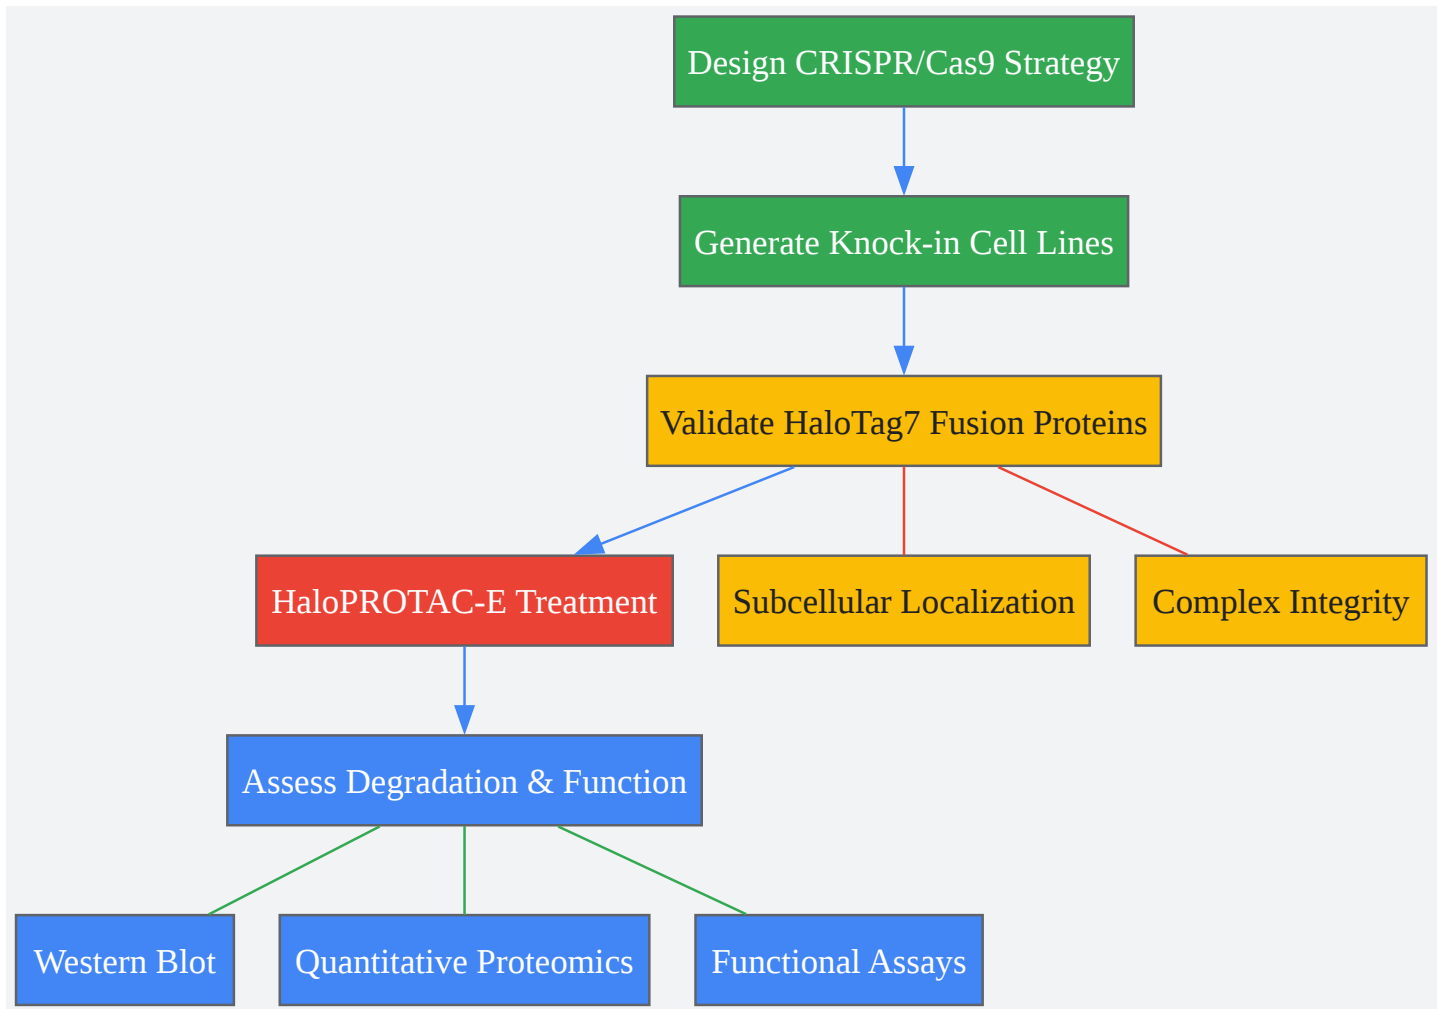 Design CRISPR/Cas9 Strategy
Generate Knock-in Cell Lines
Validate HaloTag7 Fusion Proteins
HaloPROTAC-E Treatment
Subcellular Localization
Complex Integrity
Assess Degradation & Function
Western Blot
Quantitative Proteomics
Functional Assays